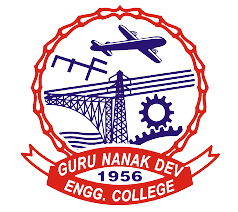 GURU NANAK DEV
1956
ENGG. COLLEGE